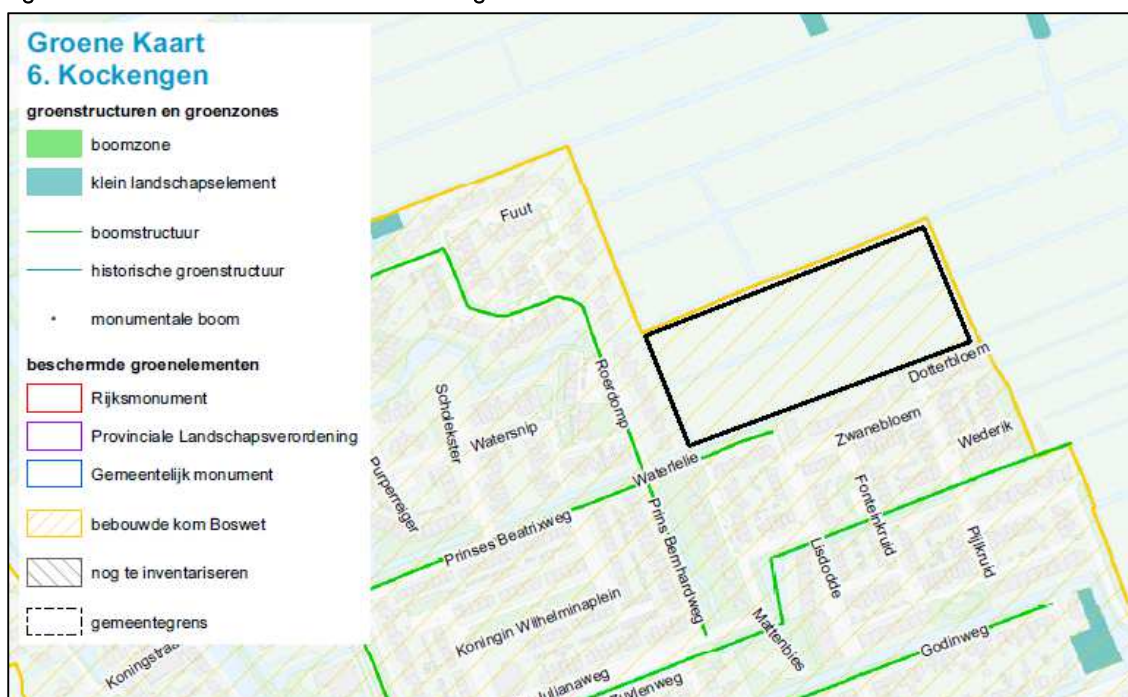 Groene Kaart
6. Kockengen
groenstructuren en groenzones
boomzone
klein landschapselement
boomstructuur
historische groenstructuur
monumentale boom
beschermde groenelementen
Rijksmonument
Provinciale Landschapsverordening
Gemeentelijk monument
bebouwde kom Boswet
nog te inventariseren
gemeentegrens
Fuut
Roerdomp
Scholekster
Watersnip
Purperreiger
Dotterbloem
Zwanebloem
Wederik
Waterlelie
Prinses Beatrixweg
Prins Bernhardweg
Fonteinkruid
Lisdodde
Pijlkruid
Koningin Wilhelminaplein
Mattenbies
Godinweg